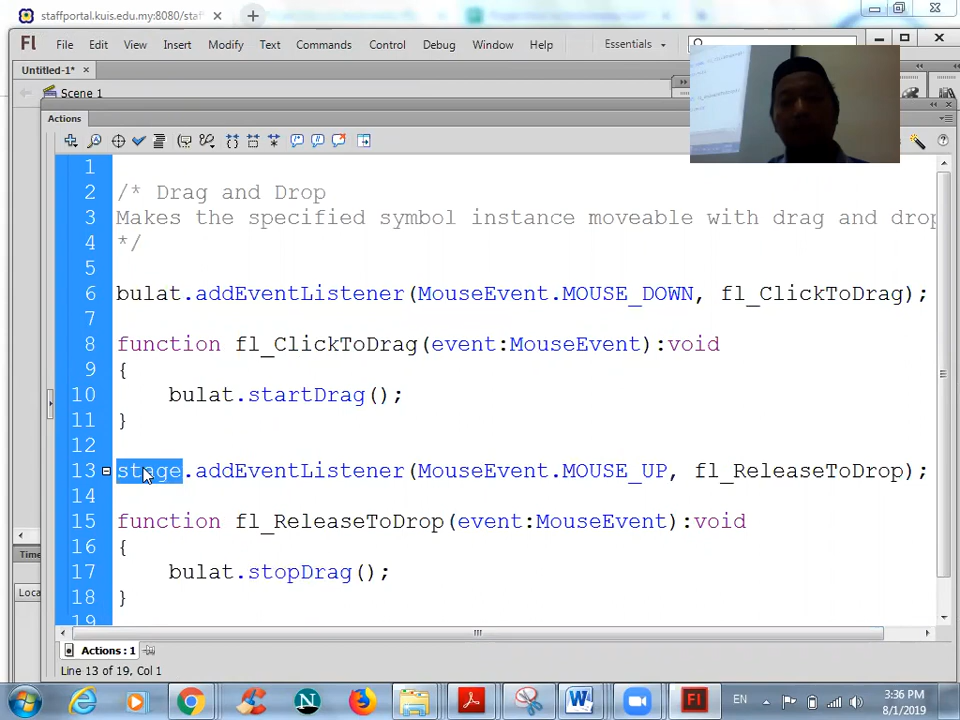 staffportal.kuis.edu.my:8080/staff
Fl File Edit View Insert Modify Text Commands Control Debug Window Help Essentials
Untitled-1*
Scene 1
Actions
1
2 /* Drag and Drop
3 Makes the specified symbol instance moveable with drag and drop
4 */
5
6 bulat.addEventListener(MouseEvent.MOUSE_DOWN, fl_ClickToDrag);
7
8 function fl_ClickToDrag(event:MouseEvent):void
9 {
10 bulat.startDrag();
11 }
12
13 stage.addEventListener(MouseEvent.MOUSE_UP, fl_ReleaseToDrop);
14
15 function fl_ReleaseToDrop(event:MouseEvent):void
16 {
17 bulat.stopDrag();
18 }
19
Time
Loca
Actions : 1
Line 13 of 19, Col 1
EN
3:36 PM
8/1/2019